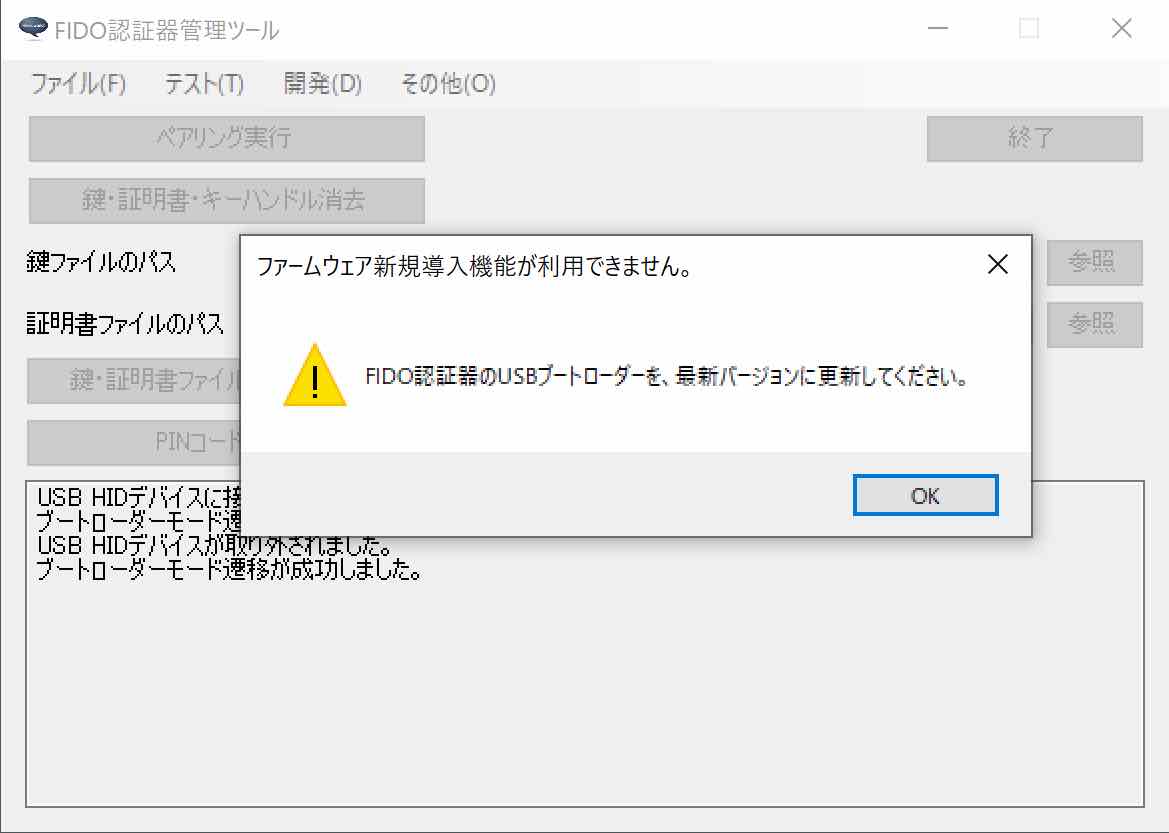 FIDO認証器管理ツール
ファイル(F) テスト(T) 開発(D) その他(O)
ペアリング実行
終了
鍵・証明書・キーハンドル消去
鍵ファイルのパス
参照
証明書ファイルのパス
参照
鍵・証明書ファイル
PINコード
ファームウェア新規導入機能が利用できません。
FIDO認証器のUSBブートローダーを、最新バージョンに更新してください。
OK
USB HIDデバイスに接
ブートローダーモード遷
USB HIDデバイスが取り外されました。
ブートローダーモード遷移が成功しました。